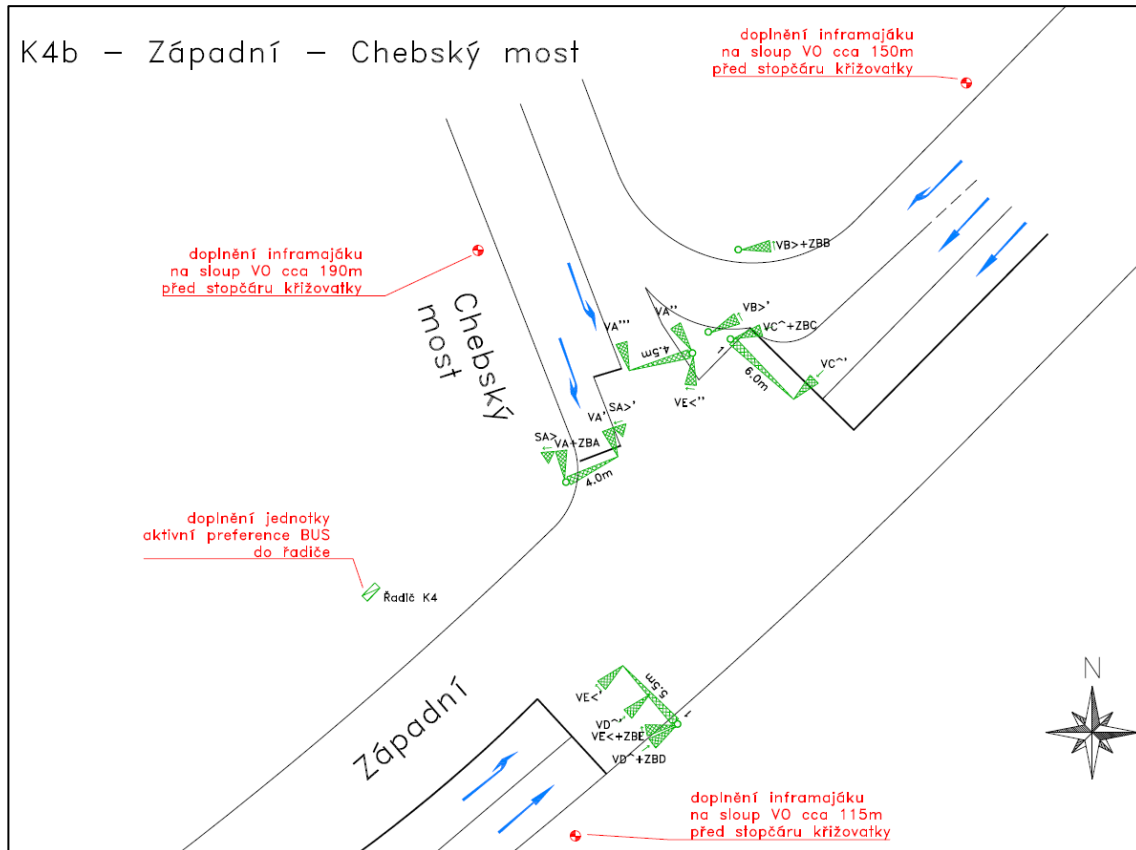 K4b – Západní – Chebský most
doplnění inframajáku
na sloup VO cca 150m
před stopčáru křižovatky
doplnění inframajáku
na sloup VO cca 190m
před stopčáru křižovatky
Chebský
most
VB>+ZBB
VA'''
VA''
VB>'
VC^+ZBC
4.5m
1
6.0m
VC^'
VE<''
VA'
SA>'
SA>
VA+ZBA
4.0m
doplnění jednotky
aktivní preference BUS
do řadiče
Řadič K4
Západní
VE<'
5.5m
1
VD^'
VE<+ZBE
VD^+ZBD
N
doplnění inframajáku
na sloup VO cca 115m
před stopčáru křižovatky